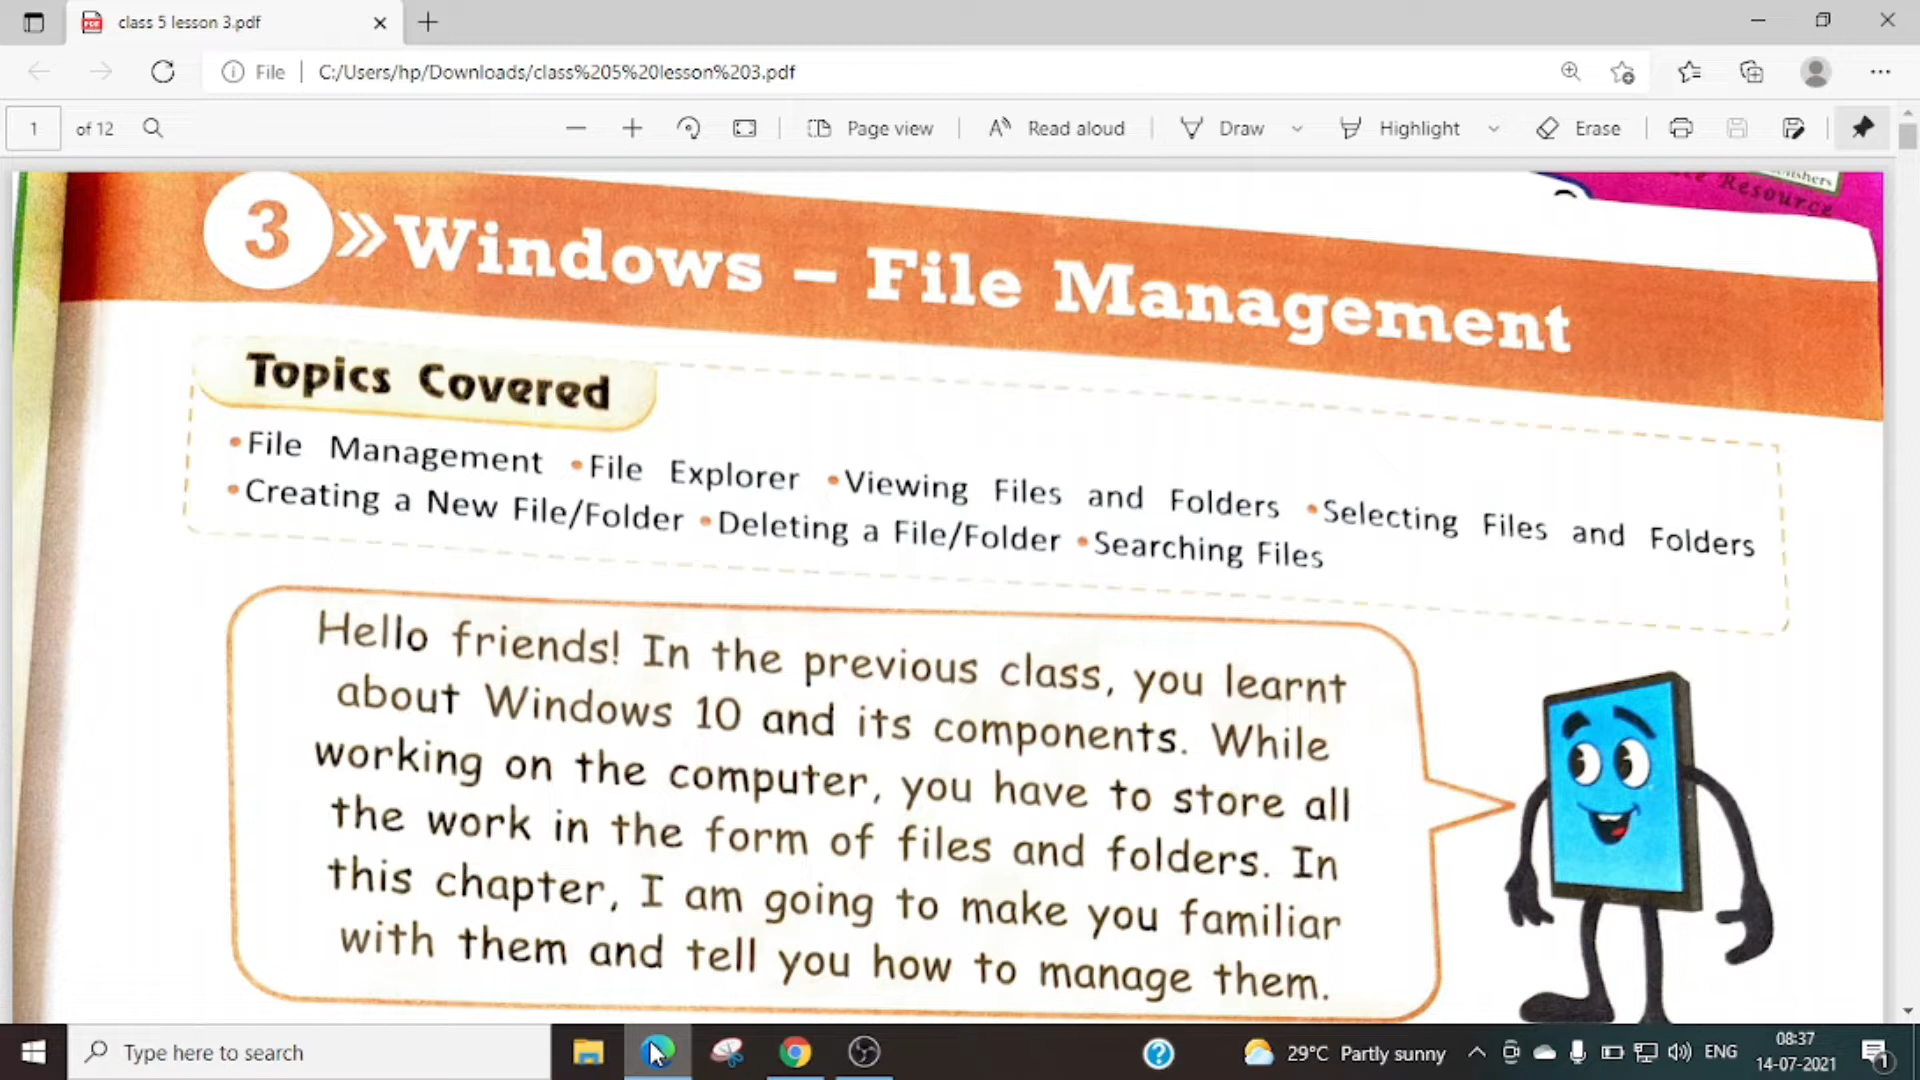 class 5 lesson 3.pdf
File C:/Users/hp/Downloads/class%205%20lesson%203.pdf
1 of 12 Page view Read aloud Draw Highlight Erase
Resource
3 Windows – File Management
Topics Covered
•File Management •File Explorer •Viewing Files and Folders •Selecting Files and Folders
•Creating a New File/Folder •Deleting a File/Folder •Searching Files
Hello friends! In the previous class, you learnt
about Windows 10 and its components. While
working on the computer, you have to store all
the work in the form of files and folders. In
this chapter, I am going to make you familiar
with them and tell you how to manage them.
Type here to search
29°C Partly sunny
ENG
08:37
14-07-2021
1